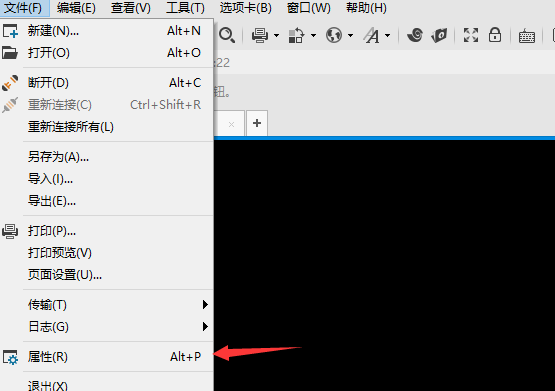 文件(F) 编辑(E) 查看(V) 工具(T) 选项卡(B) 窗口(W) 帮助(H)
新建(N)... Alt+N
打开(O) Alt+O
:22
断开(D) Alt+C
钮。
重新连接(C) Ctrl+Shift+R
重新连接所有(L)
另存为(A)...
导入(I)...
导出(E)...
打印(P)...
打印预览(V)
页面设置(U)...
传输(T)
日志(G)
属性(R) Alt+P
退出(X)